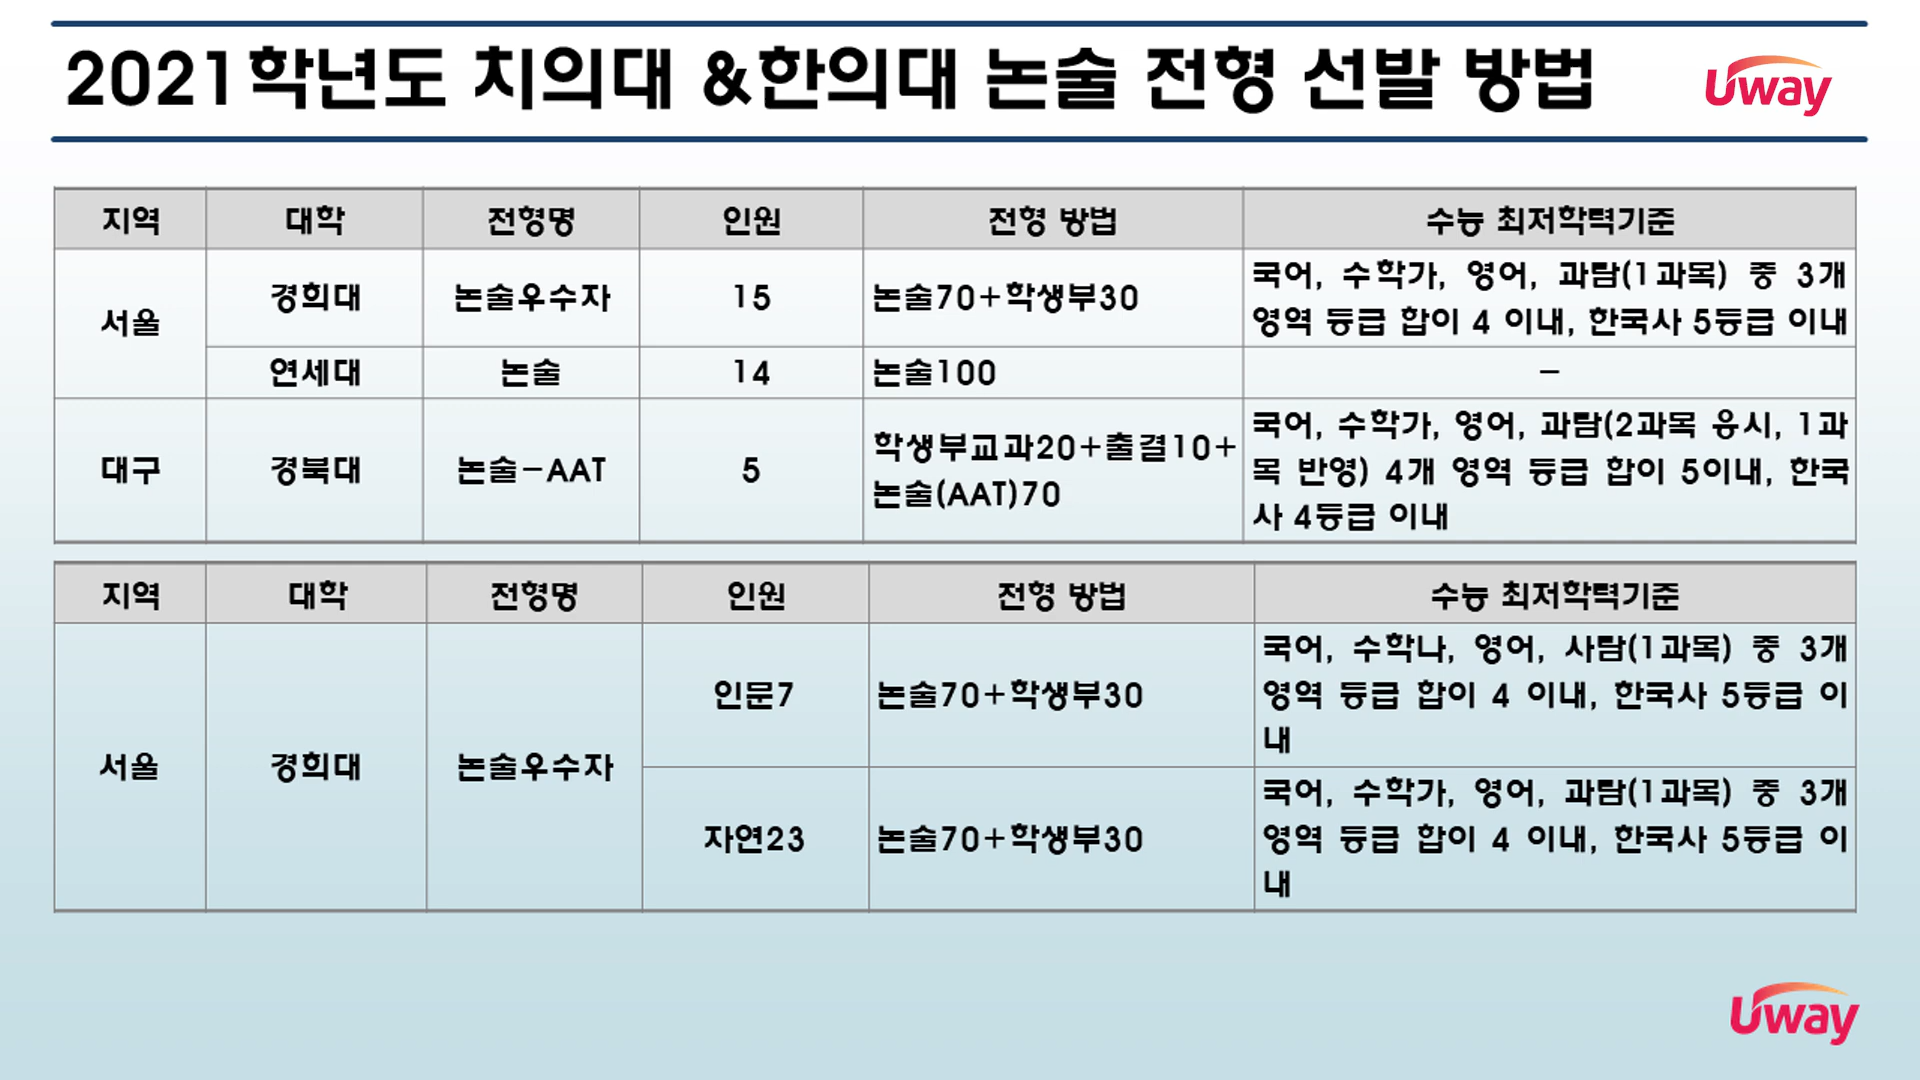 2021학년도 치의대 &한의대 논술 전형 선발 방법
Uway
지역 대학 전형명 인원 전형 방법 수능 최저학력기준
서울 경희대 논술우수자 15 논술70+학생부30 국어, 수학가, 영어, 과탐(1과목) 중 3개
영역 등급 합이 4 이내, 한국사 5등급 이내
연세대 논술 14 논술100 -
대구 경북대 논술-AAT 5 학생부교과20+출결10+
논술(AAT)70
국어, 수학가, 영어, 과탐(2과목 응시, 1과
목 반영) 4개 영역 등급 합이 5이내, 한국
사 4등급 이내
지역 대학 전형명 인원 전형 방법 수능 최저학력기준
서울 경희대 논술우수자 인문7 논술70+학생부30 국어, 수학나, 영어, 사탐(1과목) 중 3개
영역 등급 합이 4 이내, 한국사 5등급 이
내
자연23 논술70+학생부30 국어, 수학가, 영어, 과탐(1과목) 중 3개
영역 등급 합이 4 이내, 한국사 5등급 이
내
Uway